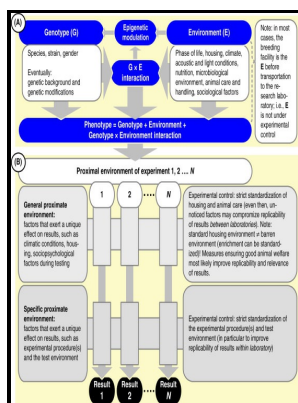 (A)
Genotype (G)
Epigenetic
modulation
Environment (E)
Species, strain, gender
Eventually:
genetic background and
genetic modifications
G x E
interaction
Phase of life, housing, climate,
acoustic and light conditions,
nutrition, microbiological
environment, animal care and
handling, sociological factors
Note: in most
cases, the
breeding
facility is the
E before
transportation
to the re-
search labo-
ratory; i.e., E
is not under
experimental
control
Phenotype = Genotype + Environment +
Genotype x Environment interaction
(B)
Proximal environment of experiment 1, 2 .... N
General proximate
environment:
factors that exert a unique
effect on results, such as
climatic conditions, hous-
ing, sociopsychological
factors during testing
1
2
.....
N
Experimental control: strict standardization
of housing and animal care (even then, un-
noticed factors may compromize replicability
of results between laboratories). Note:
standard housing environment ≠ barren
environment (enrichment can be standard-
ized)! Measures ensuring good animal welfare
most likely improve replicability and relevance
of results.
Specific proximate
environment:
factors that exert a unique
effect on results, such as
experimental procedure(s)
and the test environment
Experimental control: strict standardization
of the experimental procedure(s) and test
environment (in particular to improve
replicability of results within laboratory)
Result
1
Result
2
.....
Result
N